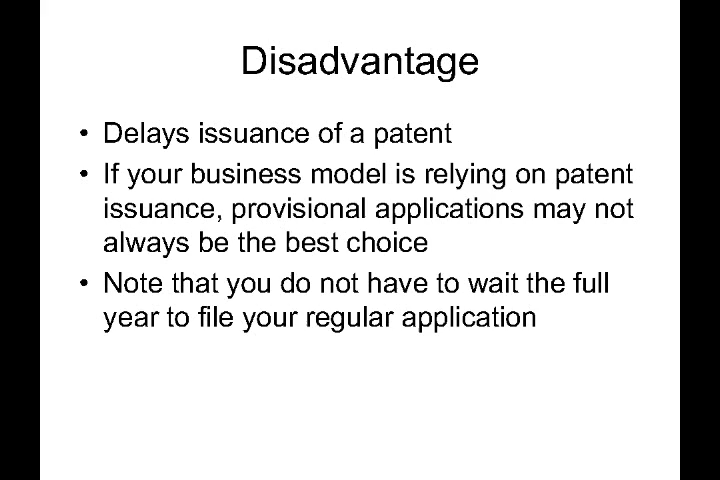 Disadvantage
• Delays issuance of a patent
• If your business model is relying on patent
issuance, provisional applications may not
always be the best choice
• Note that you do not have to wait the full
year to file your regular application